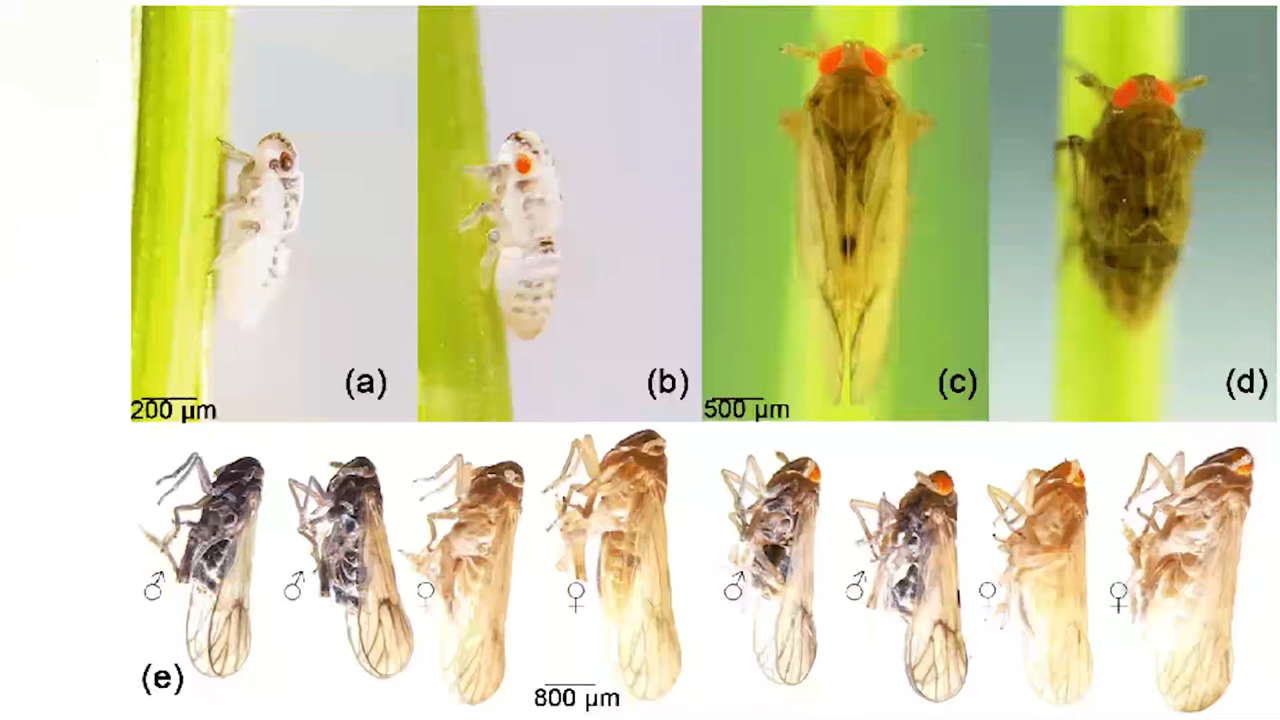 (a)
(b)
(c)
(d)
200 µm
500 µm
♂
♂
♀
♀
♂
♂
♀
♀
(e)
800 µm